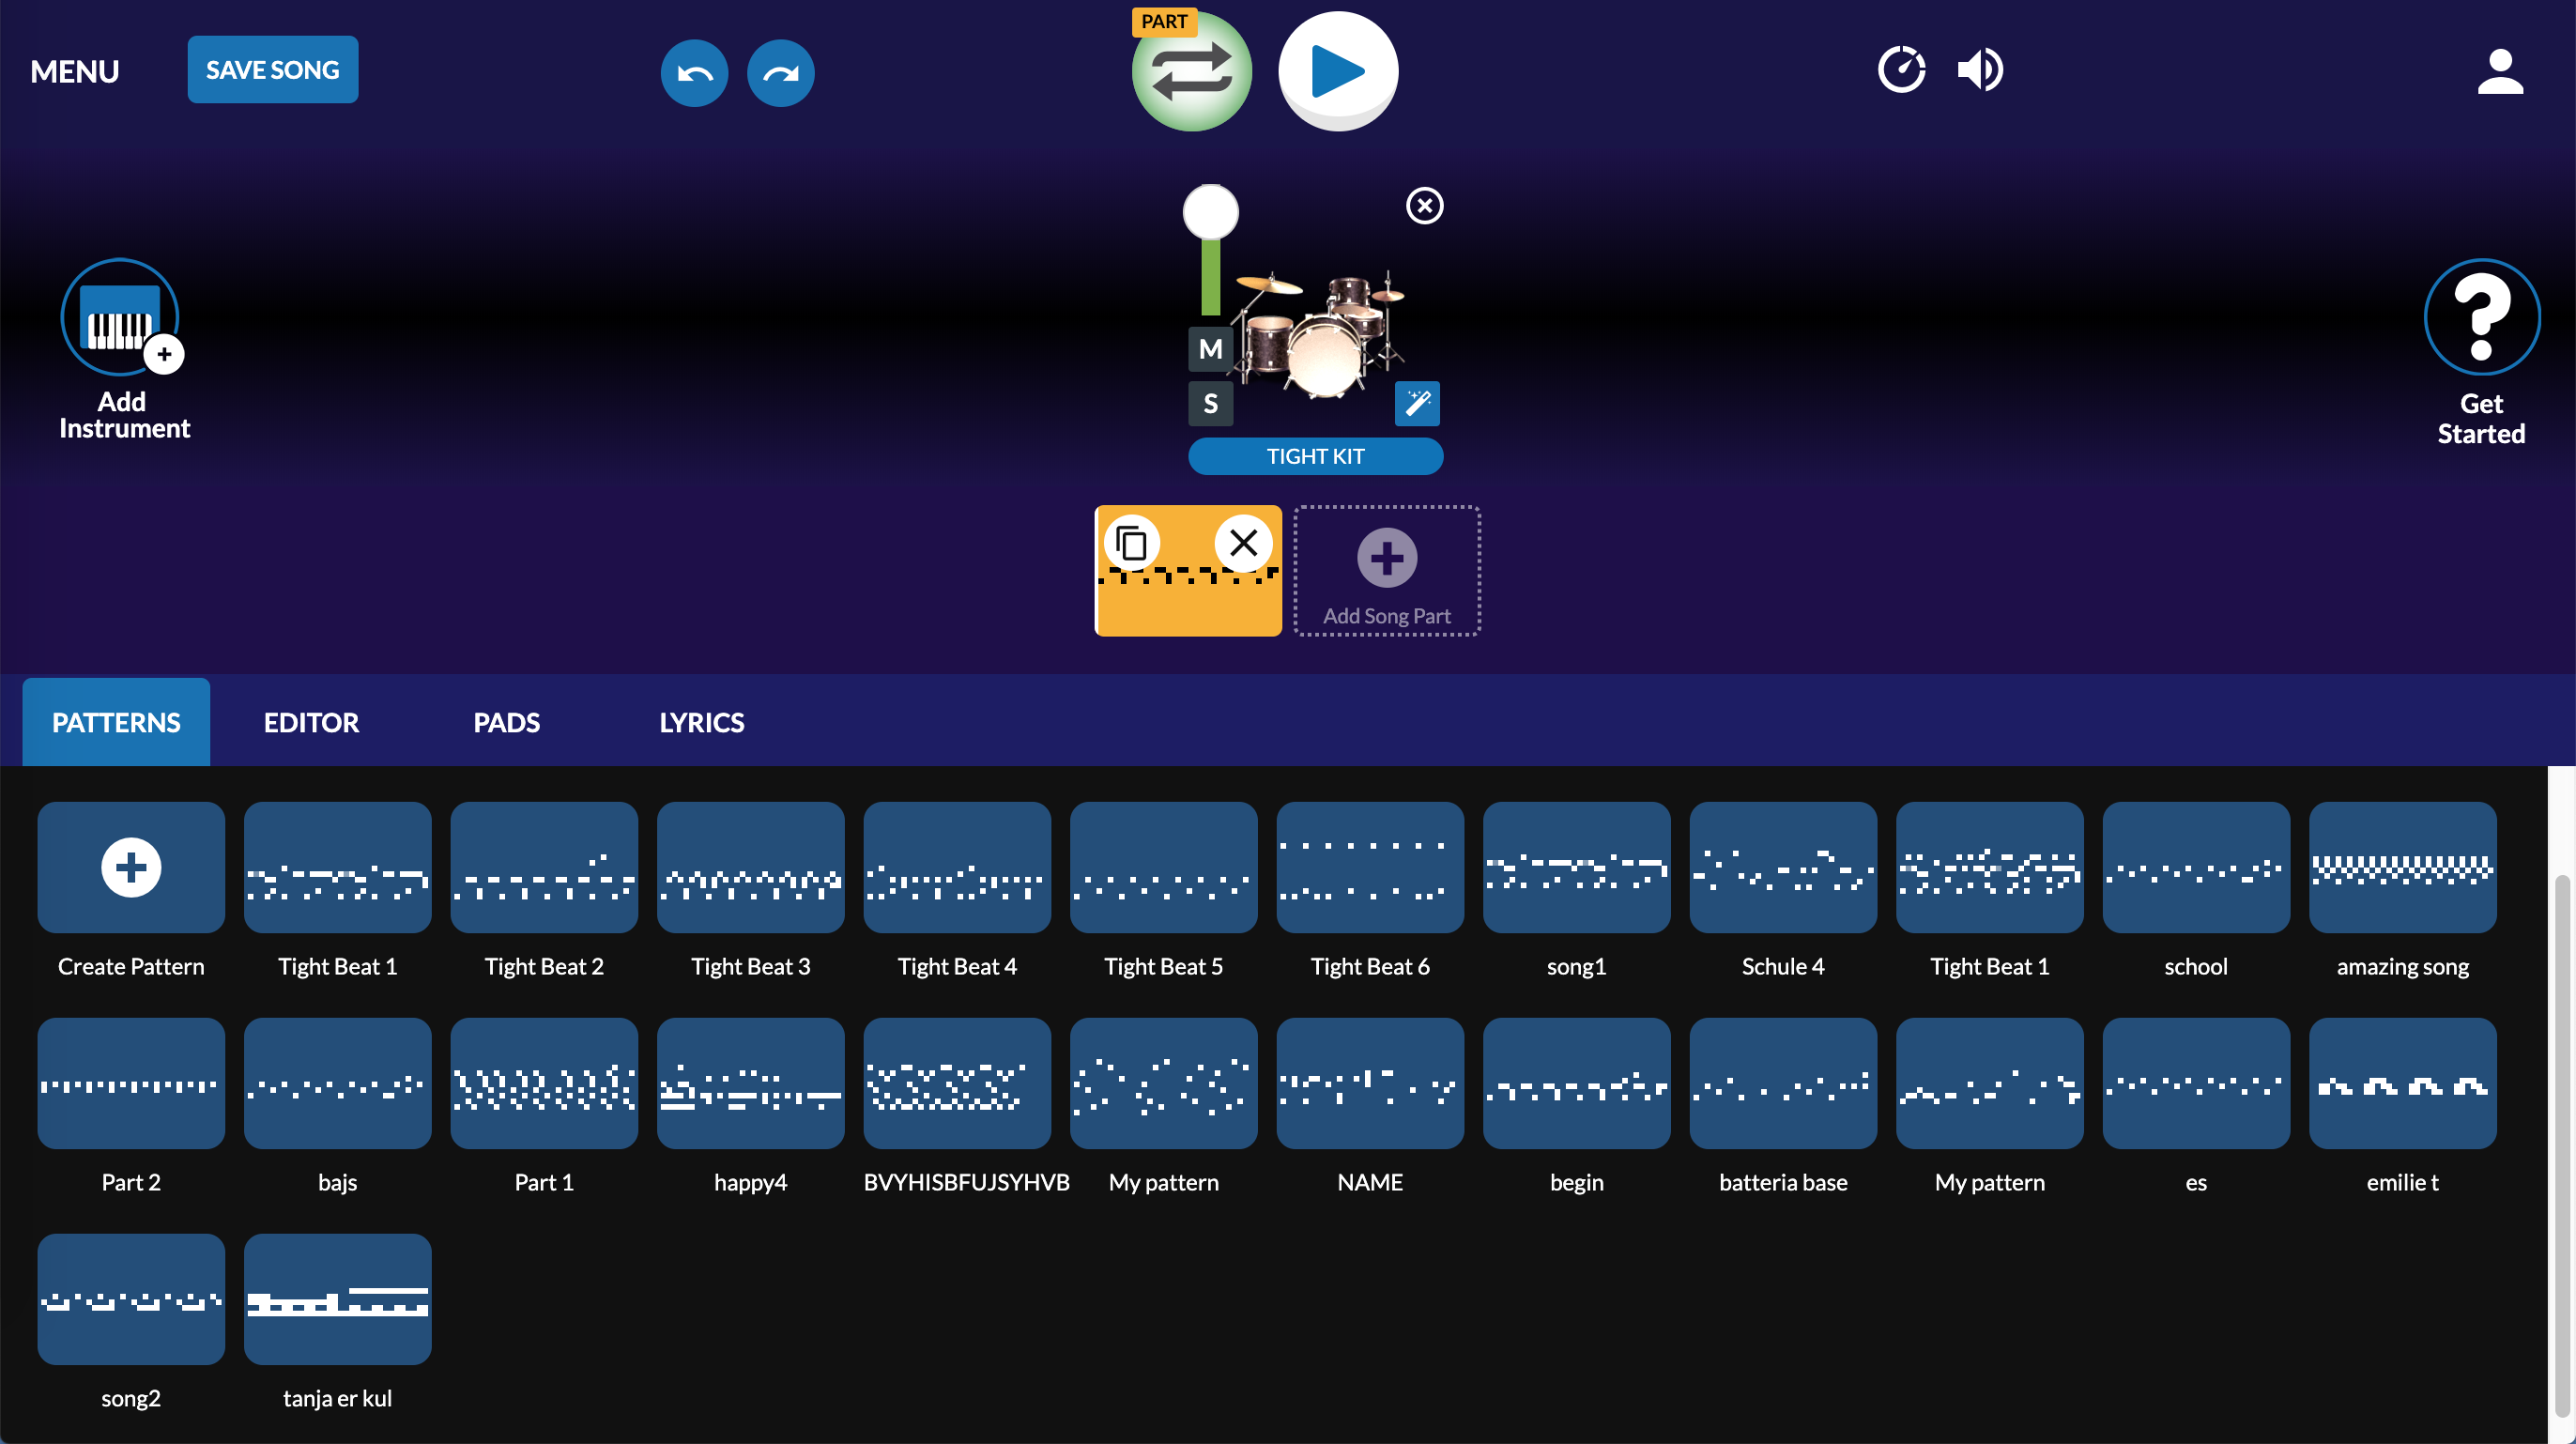 PART
MENU
SAVE SONG
M
S
Add
Instrument
Get
Started
TIGHT KIT
Add Song Part
PATTERNS
EDITOR
PADS
LYRICS
Create Pattern
Tight Beat 1
Tight Beat 2
Tight Beat 3
Tight Beat 4
Tight Beat 5
Tight Beat 6
song1
Schule 4
Tight Beat 1
school
amazing song
Part 2
bajs
Part 1
happy4
BVYHISBFUJSYHVB
My pattern
NAME
begin
batteria base
My pattern
es
emilie t
song2
tanja er kul